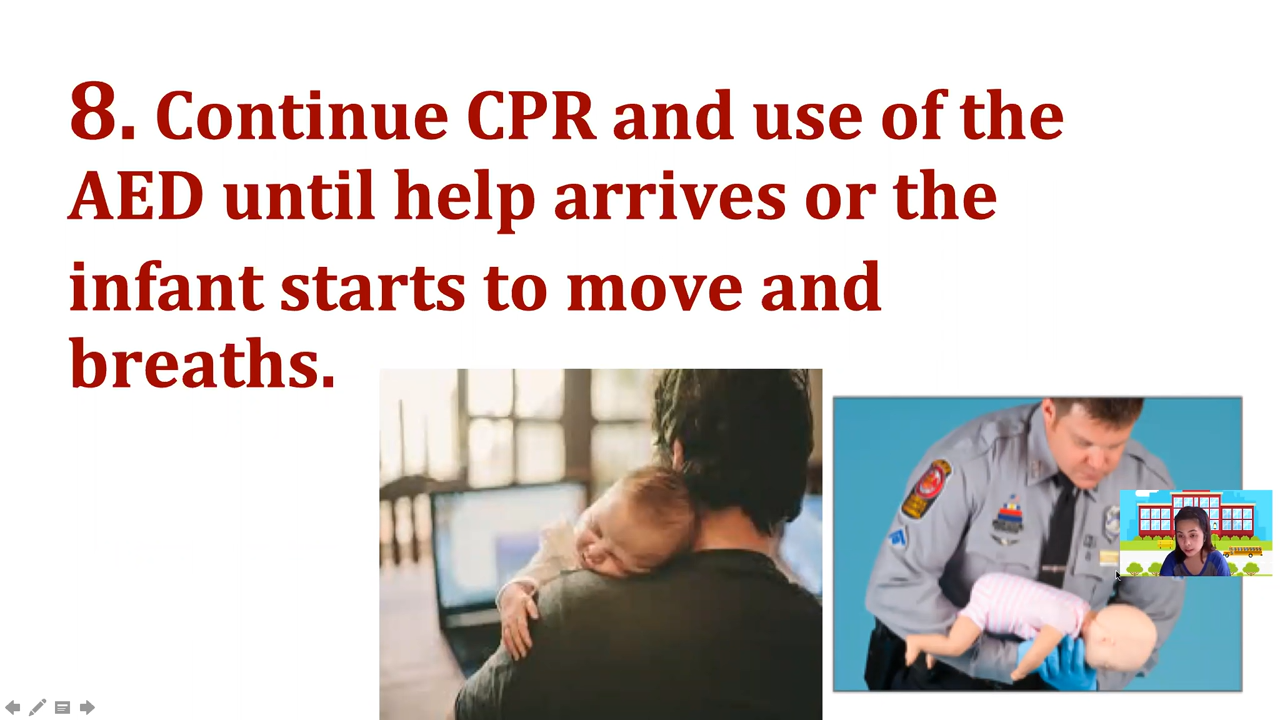 8. Continue CPR and use of the
AED until help arrives or the
infant starts to move and
breaths.